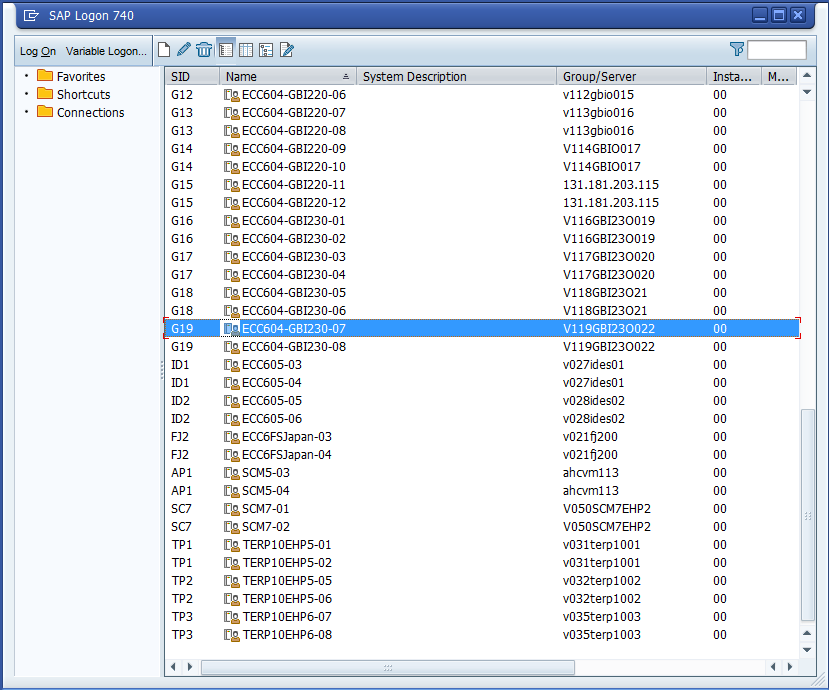 SAP Logon 740
Log On Variable Logon...
Favorites
Shortcuts
Connections
SID Name System Description Group/Server Insta... M...
G12 ECC604-GBI220-06 v112gbio015 00
G13 ECC604-GBI220-07 v113gbio016 00
G13 ECC604-GBI220-08 v113gbio016 00
G14 ECC604-GBI220-09 V114GBIO017 00
G14 ECC604-GBI220-10 V114GBIO017 00
G15 ECC604-GBI220-11 131.181.203.115 00
G15 ECC604-GBI220-12 131.181.203.115 00
G16 ECC604-GBI230-01 V116GBI23O019 00
G16 ECC604-GBI230-02 V116GBI23O019 00
G17 ECC604-GBI230-03 V117GBI23O020 00
G17 ECC604-GBI230-04 V117GBI23O020 00
G18 ECC604-GBI230-05 V118GBI23O21 00
G18 ECC604-GBI230-06 V118GBI23O21 00
G19 ECC604-GBI230-07 V119GBI23O022 00
G19 ECC604-GBI230-08 V119GBI23O022 00
ID1 ECC605-03 v027ides01 00
ID1 ECC605-04 v027ides01 00
ID2 ECC605-05 v028ides02 00
ID2 ECC605-06 v028ides02 00
FJ2 ECC6FSJapan-03 v021fj200 00
FJ2 ECC6FSJapan-04 v021fj200 00
AP1 SCM5-03 ahcvm113 00
AP1 SCM5-04 ahcvm113 00
SC7 SCM7-01 V050SCM7EHP2 00
SC7 SCM7-02 V050SCM7EHP2 00
TP1 TERP10EHP5-01 v031terp1001 00
TP1 TERP10EHP5-02 v031terp1001 00
TP2 TERP10EHP5-05 v032terp1002 00
TP2 TERP10EHP5-06 v032terp1002 00
TP3 TERP10EHP6-07 v035terp1003 00
TP3 TERP10EHP6-08 v035terp1003 00